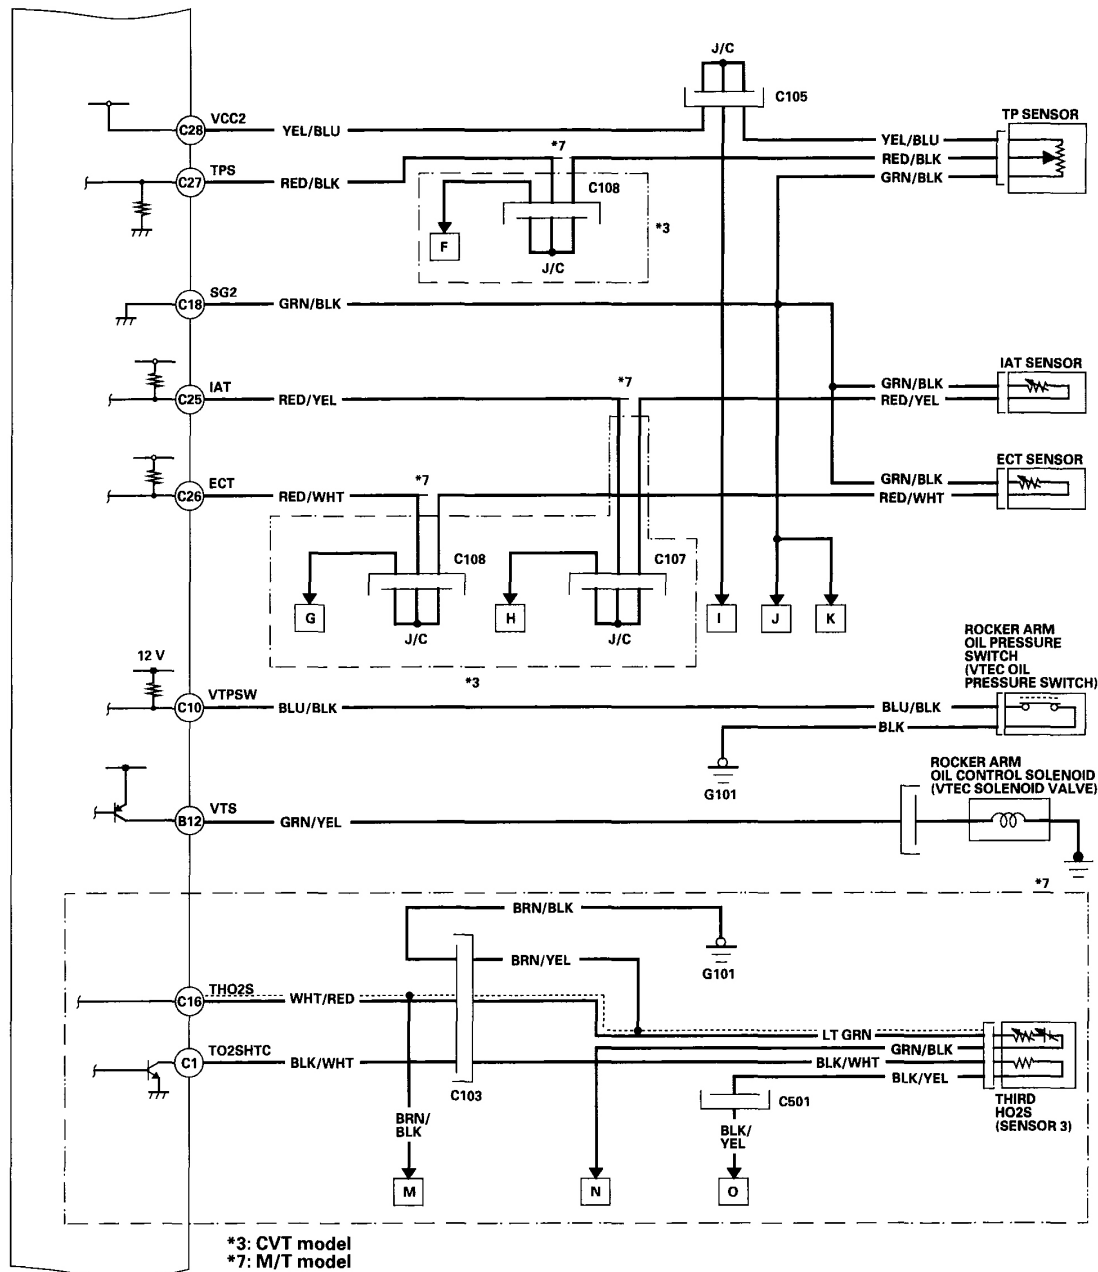 J/C
C105
TP SENSOR
C28
VCC2
YEL/BLU
YEL/BLU
*7
RED/BLK
C27
TPS
RED/BLK
C108
GRN/BLK
F
*3
J/C
C18
SG2
GRN/BLK
IAT SENSOR
*7
GRN/BLK
C25
IAT
RED/YEL
RED/YEL
ECT SENSOR
*7
GRN/BLK
C26
ECT
RED/WHT
RED/WHT
C108
C107
G
H
I
J
K
J/C
J/C
*3
ROCKER ARM
OIL PRESSURE
SWITCH
(VTEC OIL
PRESSURE SWITCH)
12 V
C10
VTPSW
BLU/BLK
BLU/BLK
BLK
G101
ROCKER ARM
OIL CONTROL SOLENOID
(VTEC SOLENOID VALVE)
B12
VTS
GRN/YEL
*7
BRN/BLK
BRN/YEL
G101
C16
THO2S
WHT/RED
LT GRN
GRN/BLK
C1
TO2SHTC
BLK/WHT
BLK/WHT
BLK/YEL
C103
C501
THIRD
HO2S
(SENSOR 3)
BRN/
BLK
BLK/
YEL
M
N
O
*3: CVT model
*7: M/T model